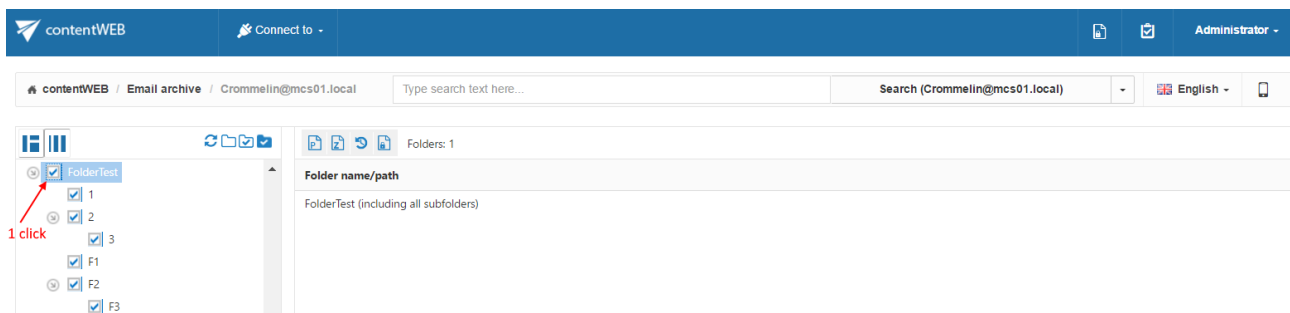 contentWEB Connect to Administrator
contentWEB / Email archive / Crommelin@mcs01.local Type search text here... Search (Crommelin@mcs01.local) English
Folders: 1
FolderTest
Folder name/path
1
FolderTest (including all subfolders)
2
1 click
3
F1
F2
F3